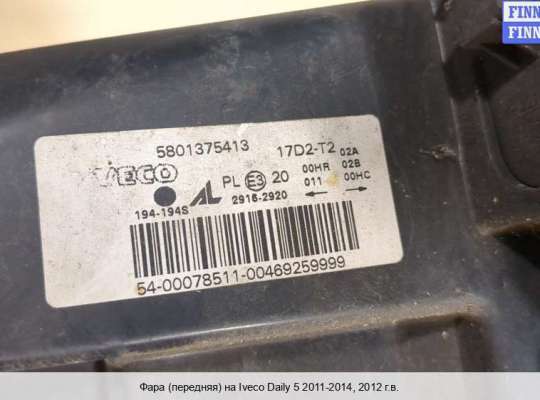 FINN
FINN
5801375413 17D2-T2 02A
IVECO AL PL E3 20 00HR 02B
011 00HC
194-194S 2916-2920
54-00078511-00469259999
Фара (передняя) на Iveco Daily 5 2011-2014, 2012 г.в.